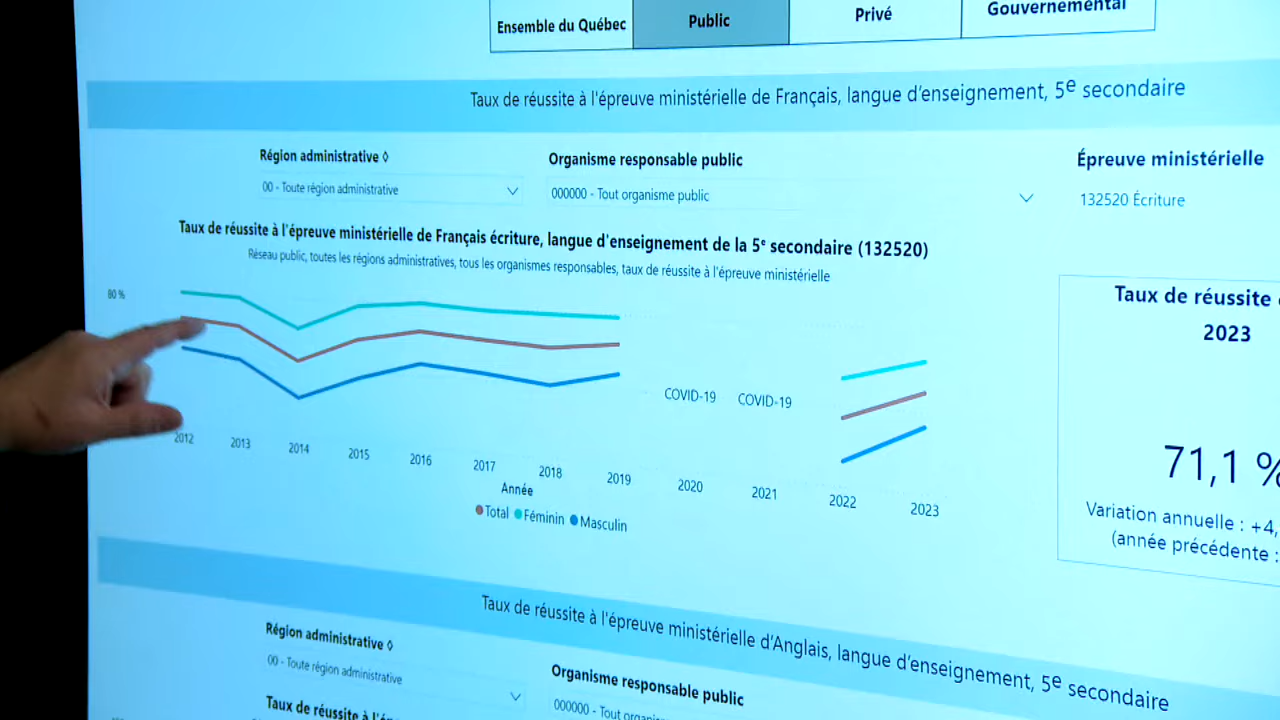 Ensemble du Québec
Public
Privé
Gouvernemental
Taux de réussite à l'épreuve ministérielle de Français, langue d'enseignement, 5e secondaire
Région administrative ◊
Organisme responsable public
Épreuve ministérielle
00 - Toute région administrative
000000 - Tout organisme public
132520 Écriture
Taux de réussite à l'épreuve ministérielle de Français écriture, langue d'enseignement de la 5e secondaire (132520)
Réseau public, toutes les régions administratives, tous les organismes responsables, taux de réussite à l'épreuve ministérielle
80 %
COVID-19
COVID-19
2012
2013
2014
2015
2016
2017
2018
2019
2020
2021
2022
2023
Année
Total
Féminin
Masculin
Taux de réussite
2023
71,1 %
Variation annuelle : +4,
(année précédente :
Taux de réussite à l'épreuve ministérielle d'Anglais, langue d'enseignement, 5e secondaire
Région administrative ◊
Organisme responsable public
00 - Toute région administrative
000000 - Tout
Taux de réussite à